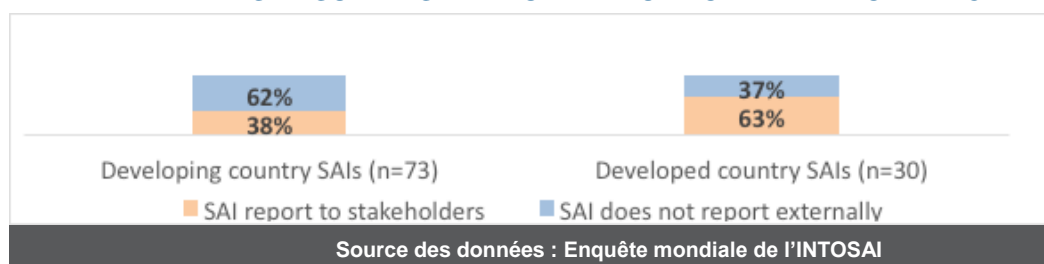 62% 37%
38% 63%
Developing country SAIs (n=73) Developed country SAIs (n=30)
SAI report to stakeholders SAI does not report externally
Source des données : Enquête mondiale de l’INTOSAI